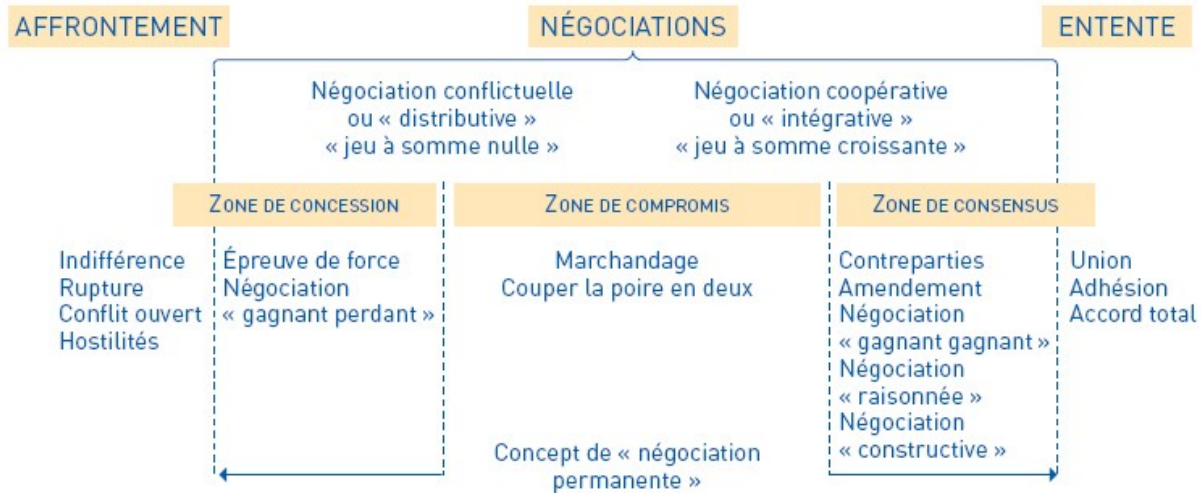 AFFRONTEMENT
NÉGOCIATIONS
ENTENTE
Négociation conflictuelle
ou « distributive »
« jeu à somme nulle »
Négociation coopérative
ou « intégrative »
« jeu à somme croissante »
ZONE DE CONCESSION
ZONE DE COMPROMIS
ZONE DE CONSENSUS
Indifférence
Rupture
Conflit ouvert
Hostilités
Épreuve de force
Négociation
« gagnant perdant »
Marchandage
Couper la poire en deux
Contreparties
Amendement
Négociation
« gagnant gagnant »
Négociation
« raisonnée »
Négociation
« constructive »
Union
Adhésion
Accord total
Concept de « négociation
permanente »